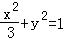 x²/3 + y² = 1